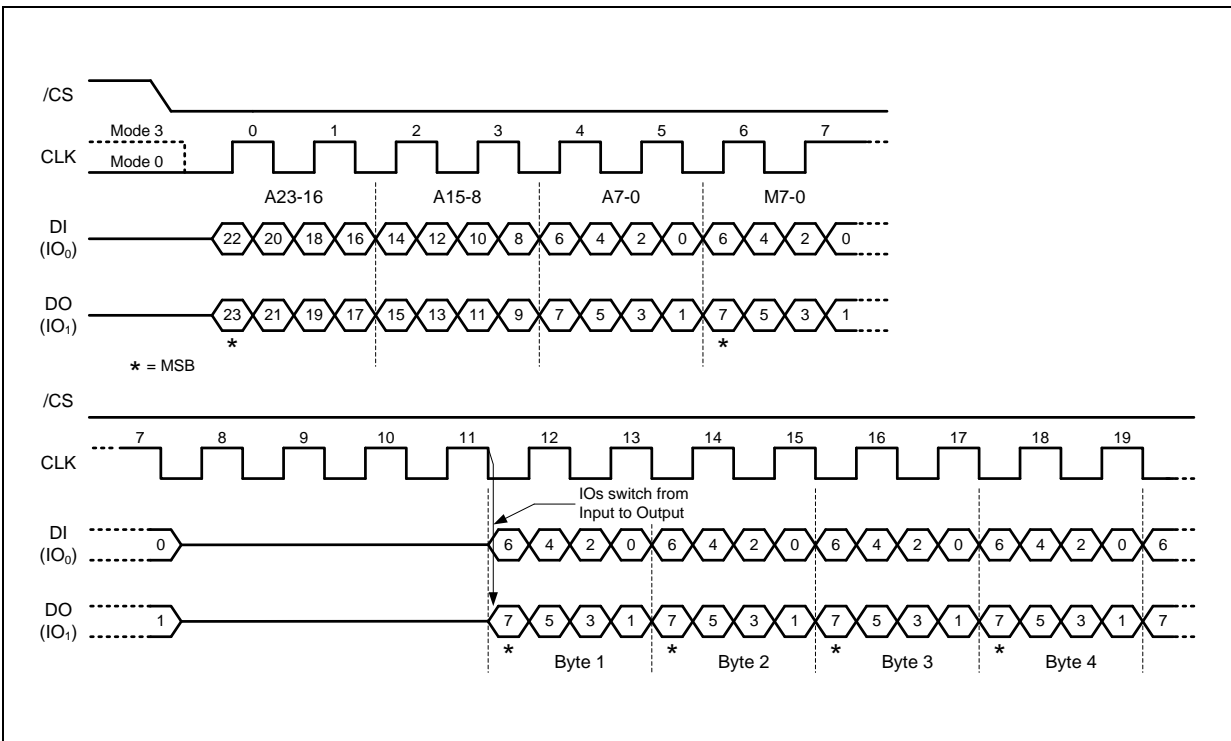 /CS
Mode 3 0 1 2 3 4 5 6 7
CLK Mode 0
A23-16 A15-8 A7-0 M7-0
DI
(IO0) 22 20 18 16 14 12 10 8 6 4 2 0 6 4 2 0
DO
(IO1) 23 21 19 17 15 13 11 9 7 5 3 1 7 5 3 1
* *
* = MSB
/CS
7 8 9 10 11 12 13 14 15 16 17 18 19
CLK
IOs switch from
Input to Output
DI
(IO0) 0 6 4 2 0 6 4 2 0 6 4 2 0 6 4 2 0 6
DO
(IO1) 1 7 5 3 1 7 5 3 1 7 5 3 1 7 5 3 1 7
* Byte 1 * Byte 2 * Byte 3 * Byte 4